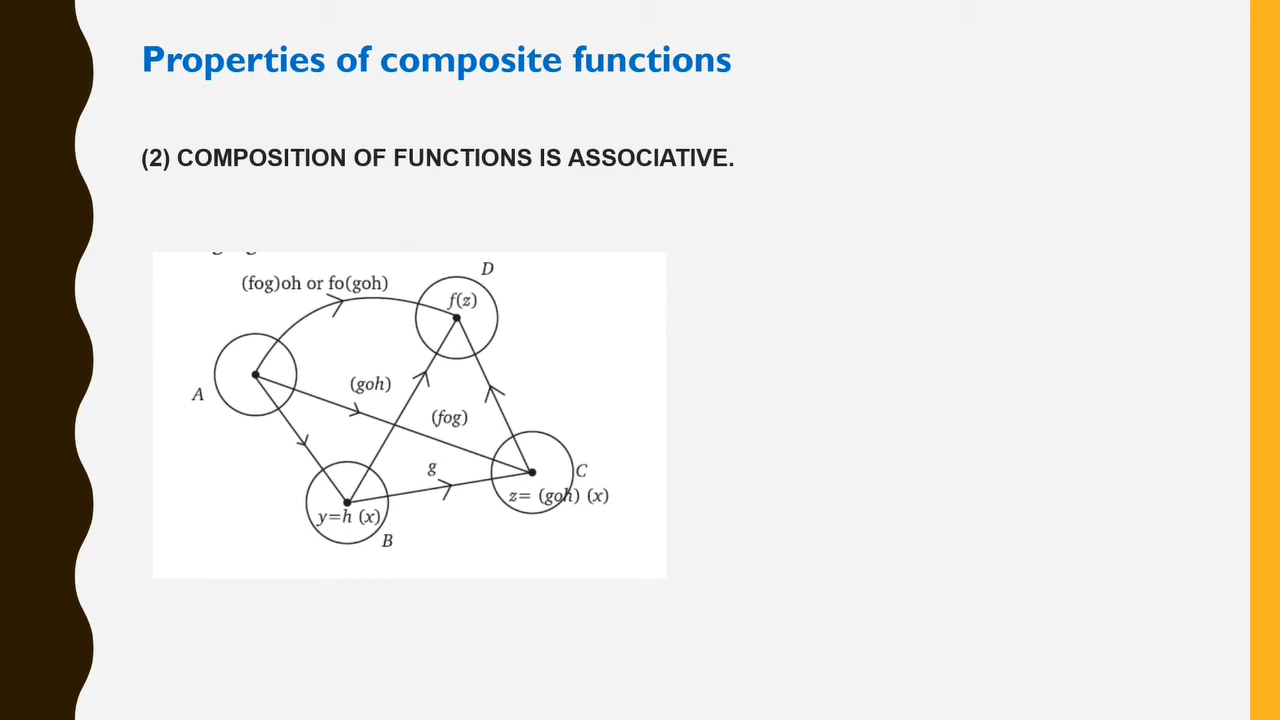 Properties of composite functions
(2) COMPOSITION OF FUNCTIONS IS ASSOCIATIVE.
D
(fog)oh or fo(goh)
f(z)
(goh)
A
(fog)
g
C
z= (goh) (x)
y=h (x)
B